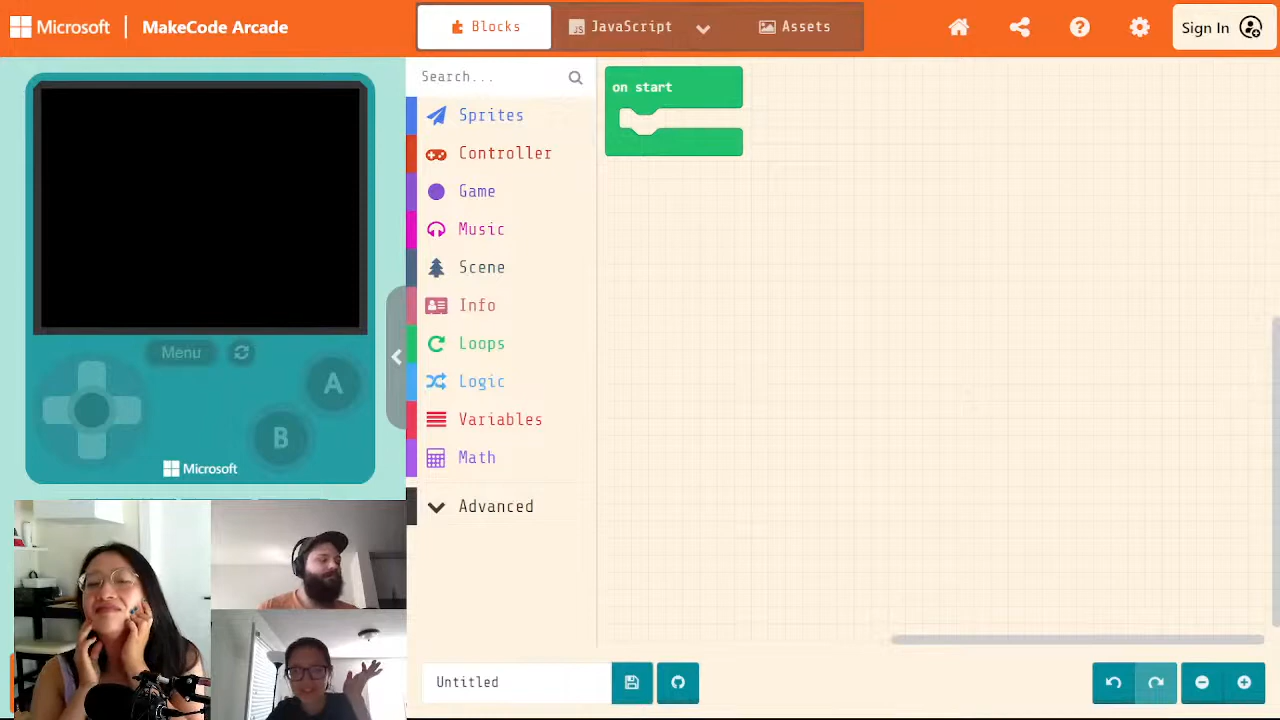 Microsoft | MakeCode Arcade
Blocks
JavaScript
Assets
Sign In
Search...
Sprites
Controller
Game
Music
Scene
Info
Loops
Logic
Variables
Math
Advanced
on start
Menu
A
B
Microsoft
Untitled